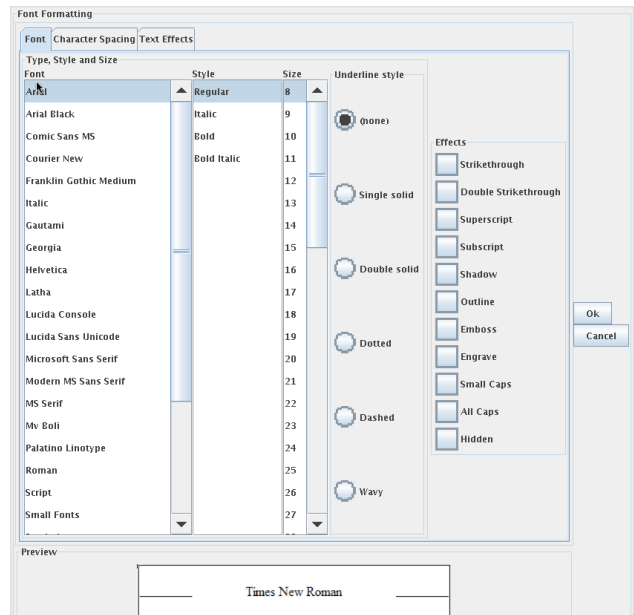 Font Formatting
Font Character Spacing Text Effects
Type, Style and Size
Font Style Size Underline style
Arial Regular 8
Arial Black Italic 9 (none)
Comic Sans MS Bold 10
Effects
Courier New Bold Italic 11
Strikethrough
Franklin Gothic Medium 12
Italic 13 Single solid Double Strikethrough
Gautami 14 Superscript
Georgia 15 Subscript
Helvetica 16 Double solid Shadow
Latha 17 Outline
Lucida Console 18 Ok
Lucida Sans Unicode 19 Dotted Emboss Cancel
Microsoft Sans Serif 20 Engrave
Modern MS Sans Serif 21 Small Caps
MS Serif 22 Dashed All Caps
Mv Boli 23 Hidden
Palatino Linotype 24
Roman 25
Script 26 Wavy
Small Fonts 27
Preview
Times New Roman